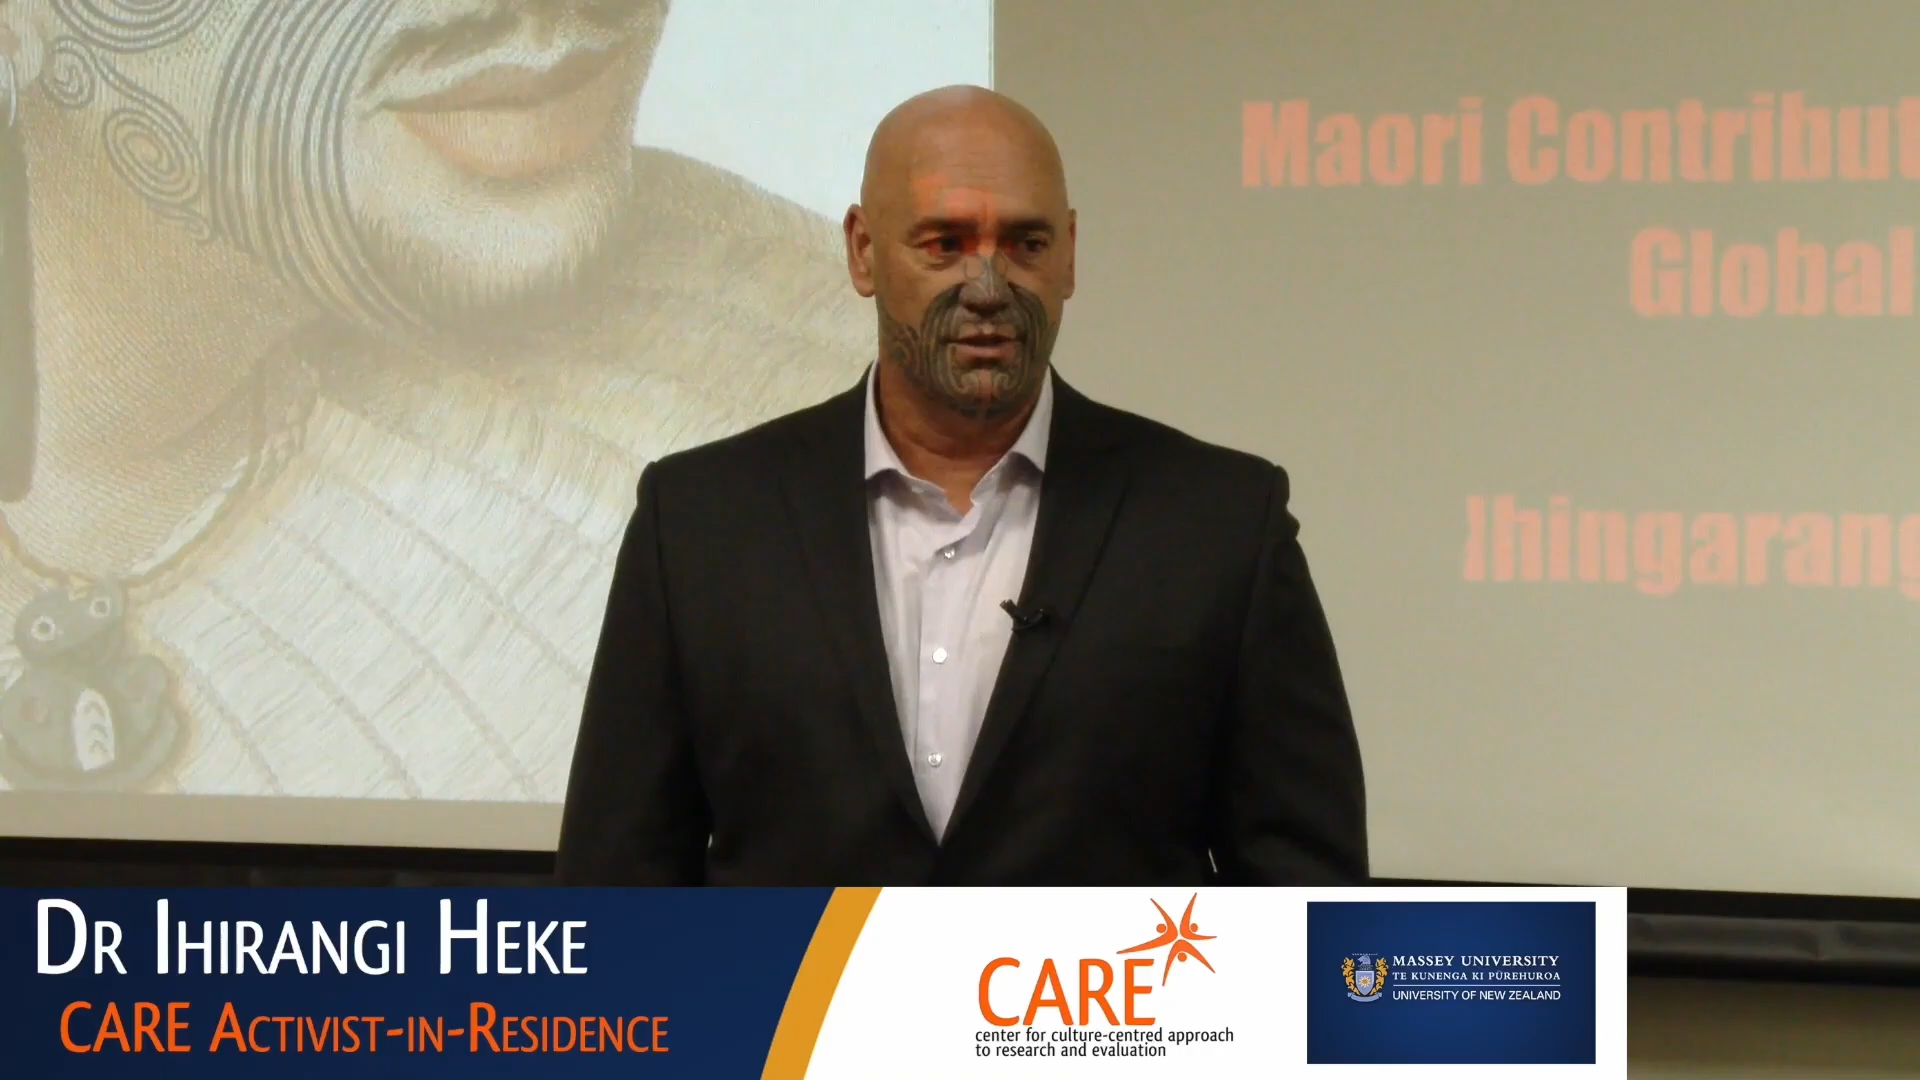 Maori Contribut
Global
Ihingarang
DR IHIRANGI HEKE
CARE ACTIVIST-IN-RESIDENCE
CARE
center for culture-centred approach
to research and evaluation
MASSEY UNIVERSITY
TE KUNENGA KI PŪREHUROA
UNIVERSITY OF NEW ZEALAND